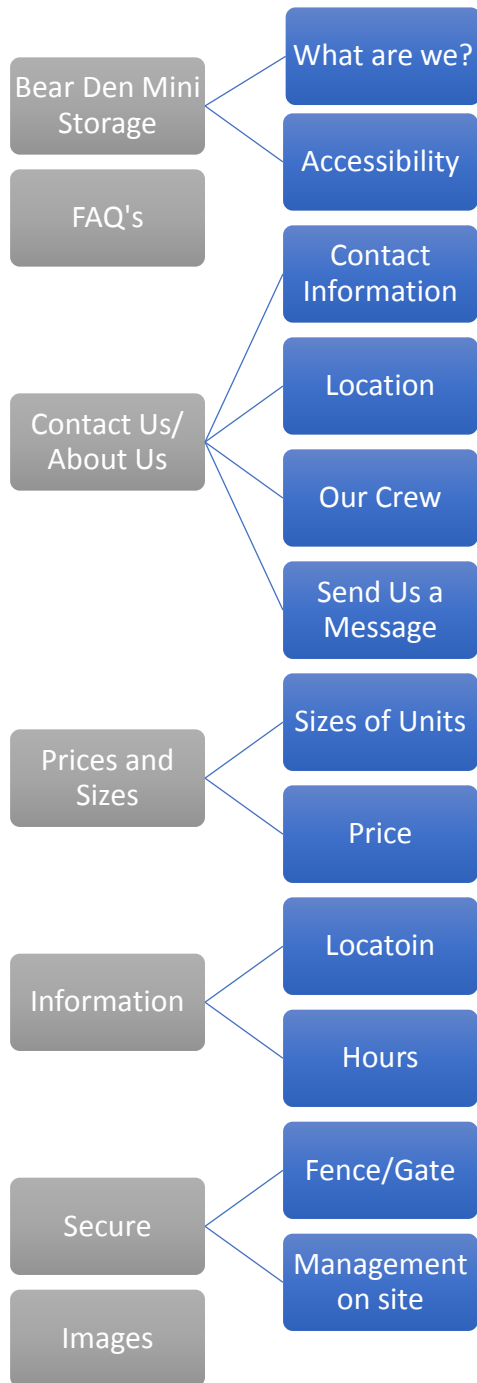 Bear Den Mini
Storage
What are we?
Accessibility
FAQ's
Contact Us/
About Us
Contact
Information
Location
Our Crew
Send Us a
Message
Prices and
Sizes
Sizes of Units
Price
Information
Locatoin
Hours
Secure
Fence/Gate
Management
on site
Images